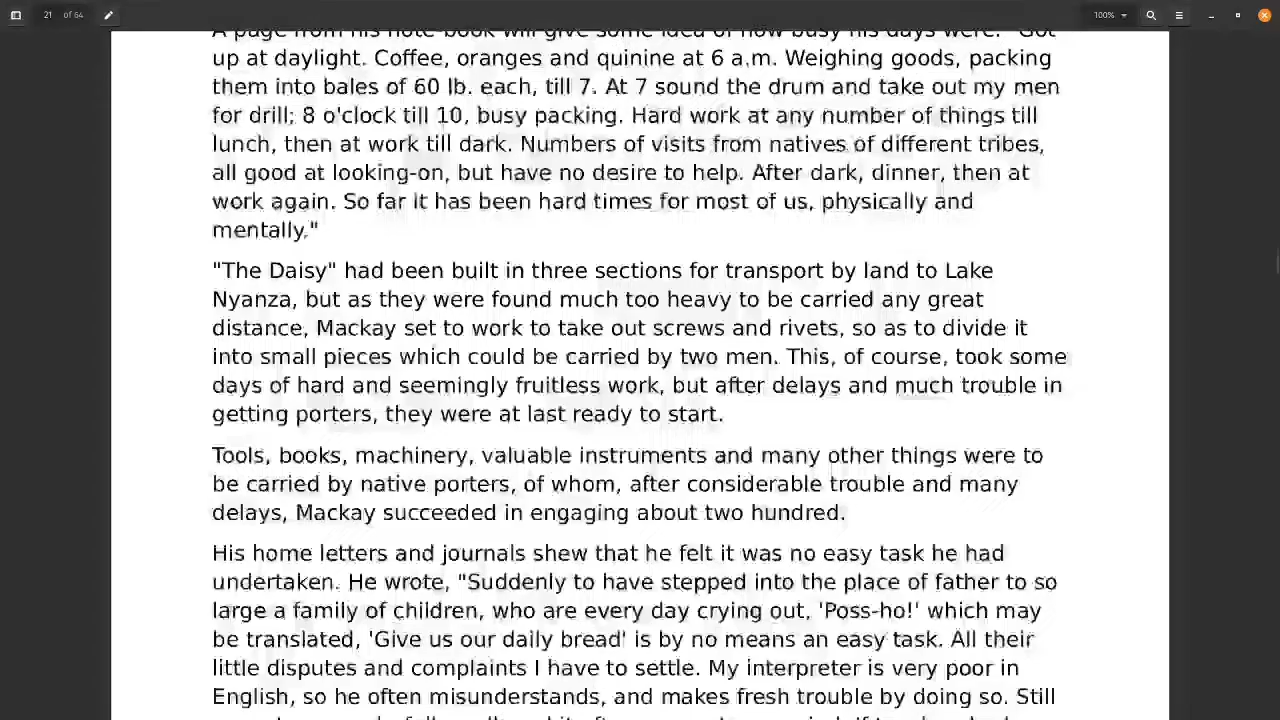 21 of 64
100%
A page from his note-book will give some idea of how busy his days were. "Got
up at daylight. Coffee, oranges and quinine at 6 a.m. Weighing goods, packing
them into bales of 60 lb. each, till 7. At 7 sound the drum and take out my men
for drill; 8 o'clock till 10, busy packing. Hard work at any number of things till
lunch, then at work till dark. Numbers of visits from natives of different tribes,
all good at looking-on, but have no desire to help. After dark, dinner, then at
work again. So far it has been hard times for most of us, physically and
mentally."
"The Daisy" had been built in three sections for transport by land to Lake
Nyanza, but as they were found much too heavy to be carried any great
distance, Mackay set to work to take out screws and rivets, so as to divide it
into small pieces which could be carried by two men. This, of course, took some
days of hard and seemingly fruitless work, but after delays and much trouble in
getting porters, they were at last ready to start.
Tools, books, machinery, valuable instruments and many other things were to
be carried by native porters, of whom, after considerable trouble and many
delays, Mackay succeeded in engaging about two hundred.
His home letters and journals shew that he felt it was no easy task he had
undertaken. He wrote, "Suddenly to have stepped into the place of father to so
large a family of children, who are every day crying out, 'Poss-ho!' which may
be translated, 'Give us our daily bread' is by no means an easy task. All their
little disputes and complaints I have to settle. My interpreter is very poor in
English, so he often misunderstands, and makes fresh trouble by doing so. Still